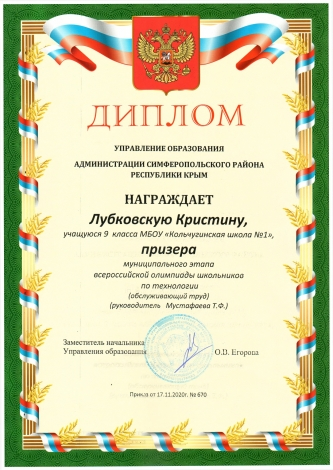 ДИПЛОМ
УПРАВЛЕНИЕ ОБРАЗОВАНИЯ
АДМИНИСТРАЦИИ СИМФЕРОПОЛЬСКОГО РАЙОНА
РЕСПУБЛИКИ КРЫМ
НАГРАЖДАЕТ
Лубковскую Кристину,
учащуюся 9 класса МБОУ «Кольчугинская школа №1»,
призера
муниципального этапа
всероссийской олимпиады школьников
по технологии
(обслуживающий труд)
(руководитель Мустафаева Т.Ф.)
Заместитель начальника
Управления образования
О.В. Егорова
Приказ от 17.11.2020г. № 670